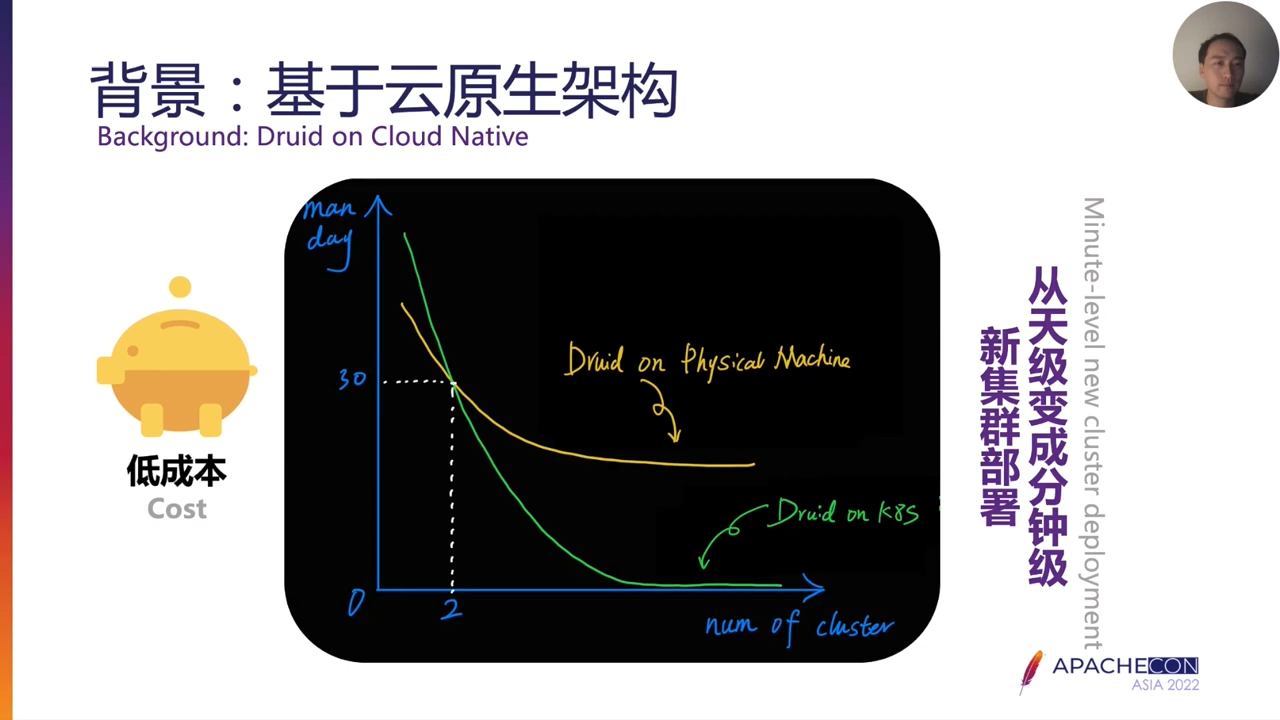 背景：基于云原生架构
Background: Druid on Cloud Native
man
day
30
0
2
Druid on Physical Machine
Druid on K8S
num of cluster
低成本
Cost
Minute-level new cluster deployment
从天级变成分钟级
新集群部署
APACHECON
ASIA 2022